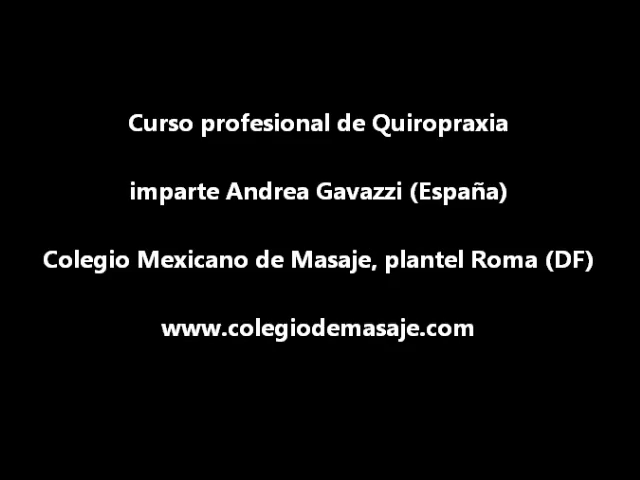 Curso profesional de Quiropraxia
imparte Andrea Gavazzi (España)
Colegio Mexicano de Masaje, plantel Roma (DF)
www.colegiodemasaje.com